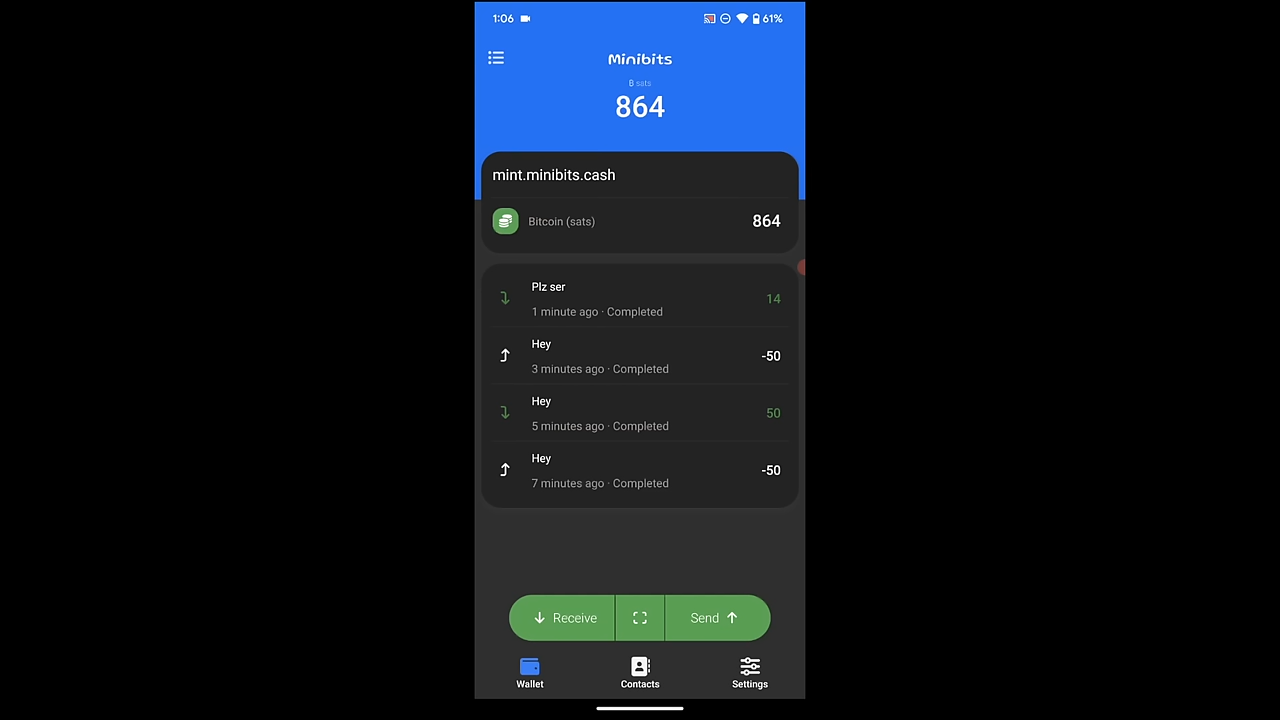 1:06 61%
Minibits
₿ sats
864
mint.minibits.cash
Bitcoin (sats) 864
Plz ser
14
1 minute ago · Completed
Hey
-50
3 minutes ago · Completed
Hey
50
5 minutes ago · Completed
Hey
-50
7 minutes ago · Completed
Receive Send
Wallet Contacts Settings